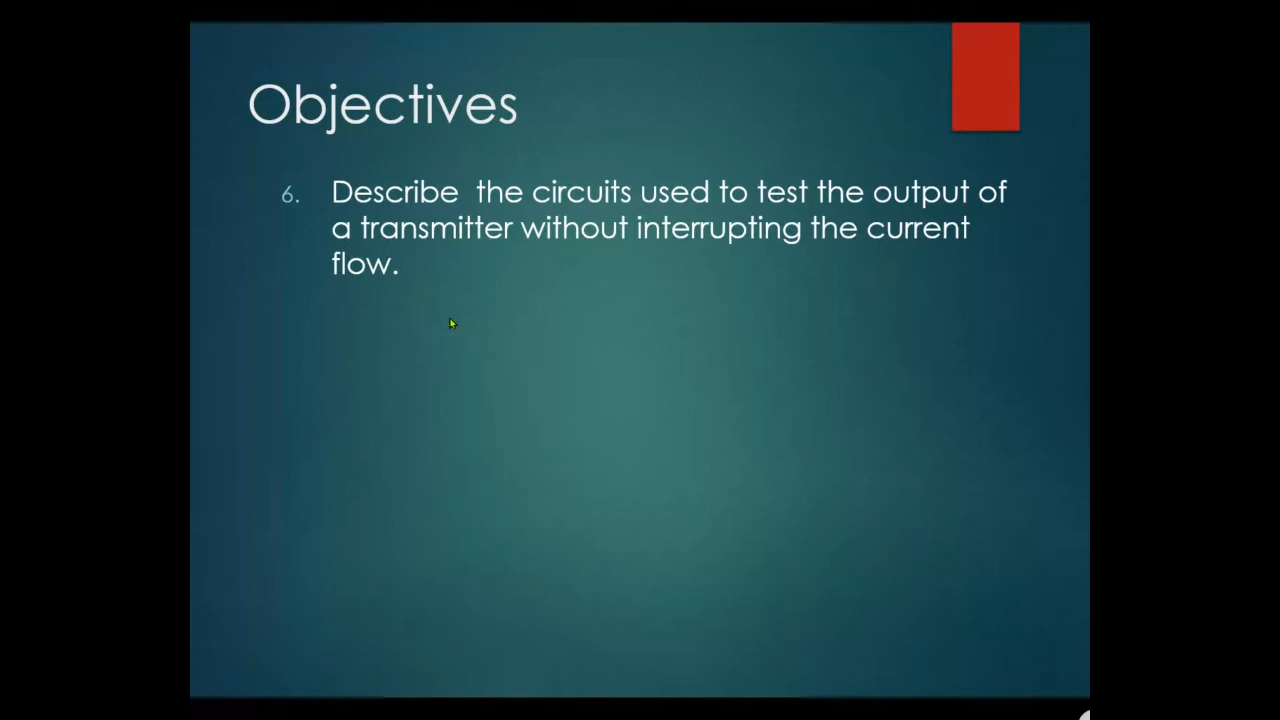 Objectives
6. Describe  the circuits used to test the output of
a transmitter without interrupting the current
flow.